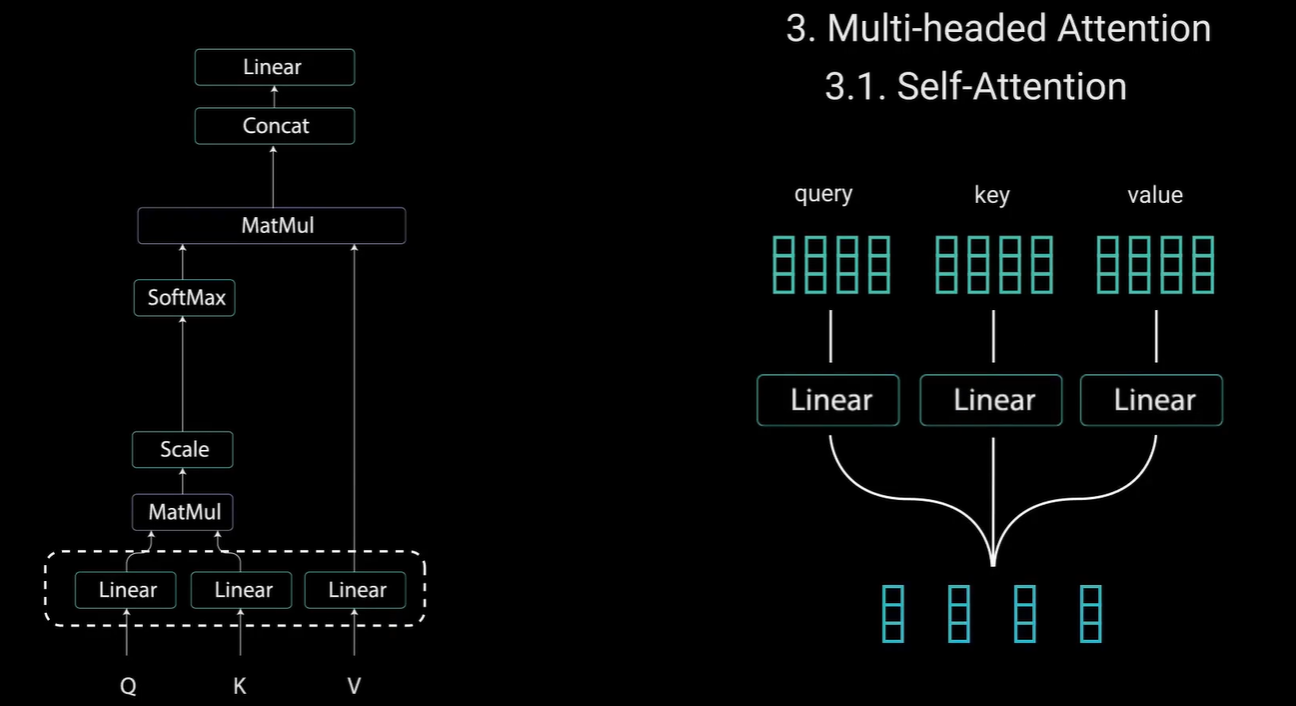 Linear
Concat
MatMul
SoftMax
Scale
MatMul
Linear Linear Linear
Q K V
3. Multi-headed Attention
3.1. Self-Attention
query key value
Linear Linear Linear